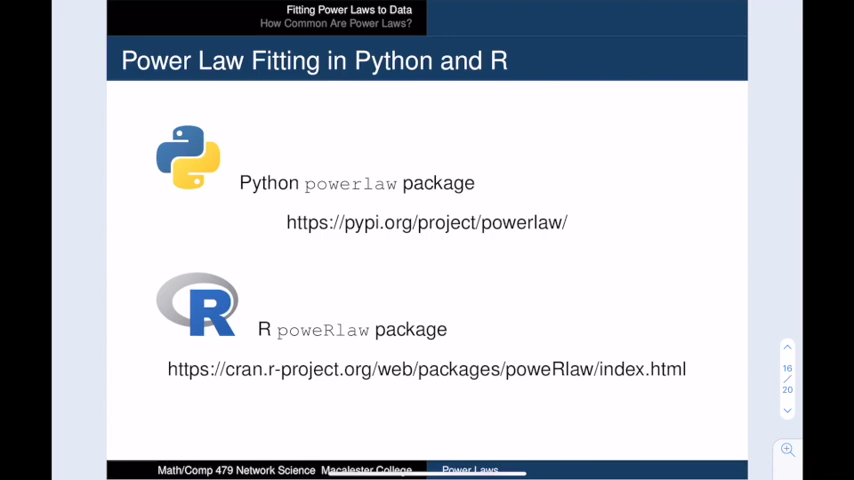 Fitting Power Laws to Data
How Common Are Power Laws?
Power Law Fitting in Python and R
Python powerlaw package
https://pypi.org/project/powerlaw/
R
R poweRlaw package
https://cran.r-project.org/web/packages/poweRlaw/index.html
16
/
20
Math/Comp 479 Network Science Macalester College Power Laws